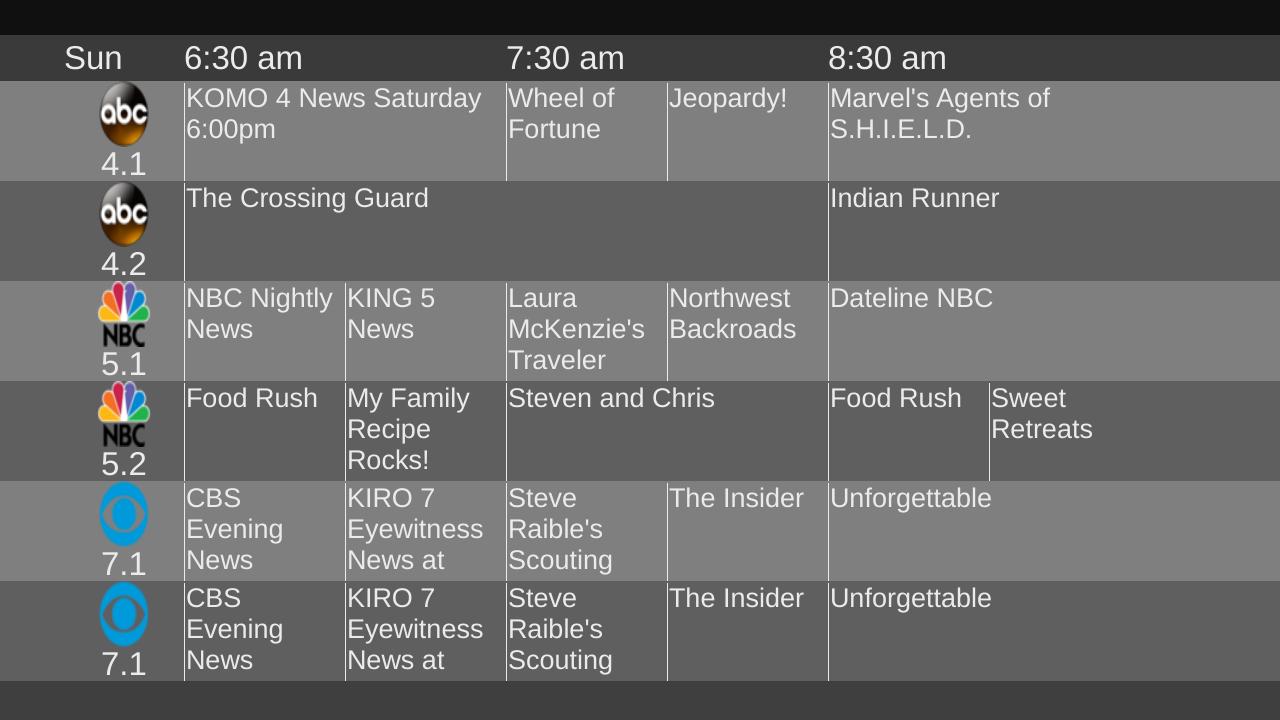 Sun 6:30 am 7:30 am 8:30 am
abc
4.1
KOMO 4 News Saturday
6:00pm
Wheel of
Fortune
Jeopardy!
Marvel's Agents of
S.H.I.E.L.D.
abc
4.2
The Crossing Guard
Indian Runner
NBC
5.1
NBC Nightly
News
KING 5
News
Laura
McKenzie's
Traveler
Northwest
Backroads
Dateline NBC
NBC
5.2
Food Rush
My Family
Recipe
Rocks!
Steven and Chris
Food Rush
Sweet
Retreats
7.1
CBS
Evening
News
KIRO 7
Eyewitness
News at
Steve
Raible's
Scouting
The Insider
Unforgettable
7.1
CBS
Evening
News
KIRO 7
Eyewitness
News at
Steve
Raible's
Scouting
The Insider
Unforgettable